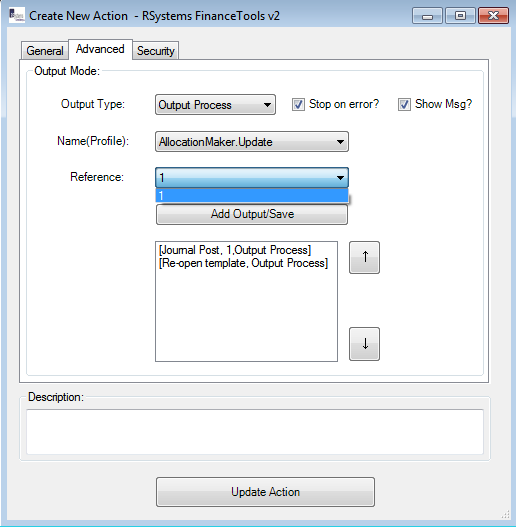 Create New Action - RSystems FinanceTools v2
General Advanced Security
Output Mode:
Output Type: Output Process Stop on error? Show Msg?
Name(Profile): AllocationMaker.Update
Reference: 1
1
Add Output/Save
[Journal Post, 1,Output Process]
[Re-open template, Output Process]
Description:
Update Action